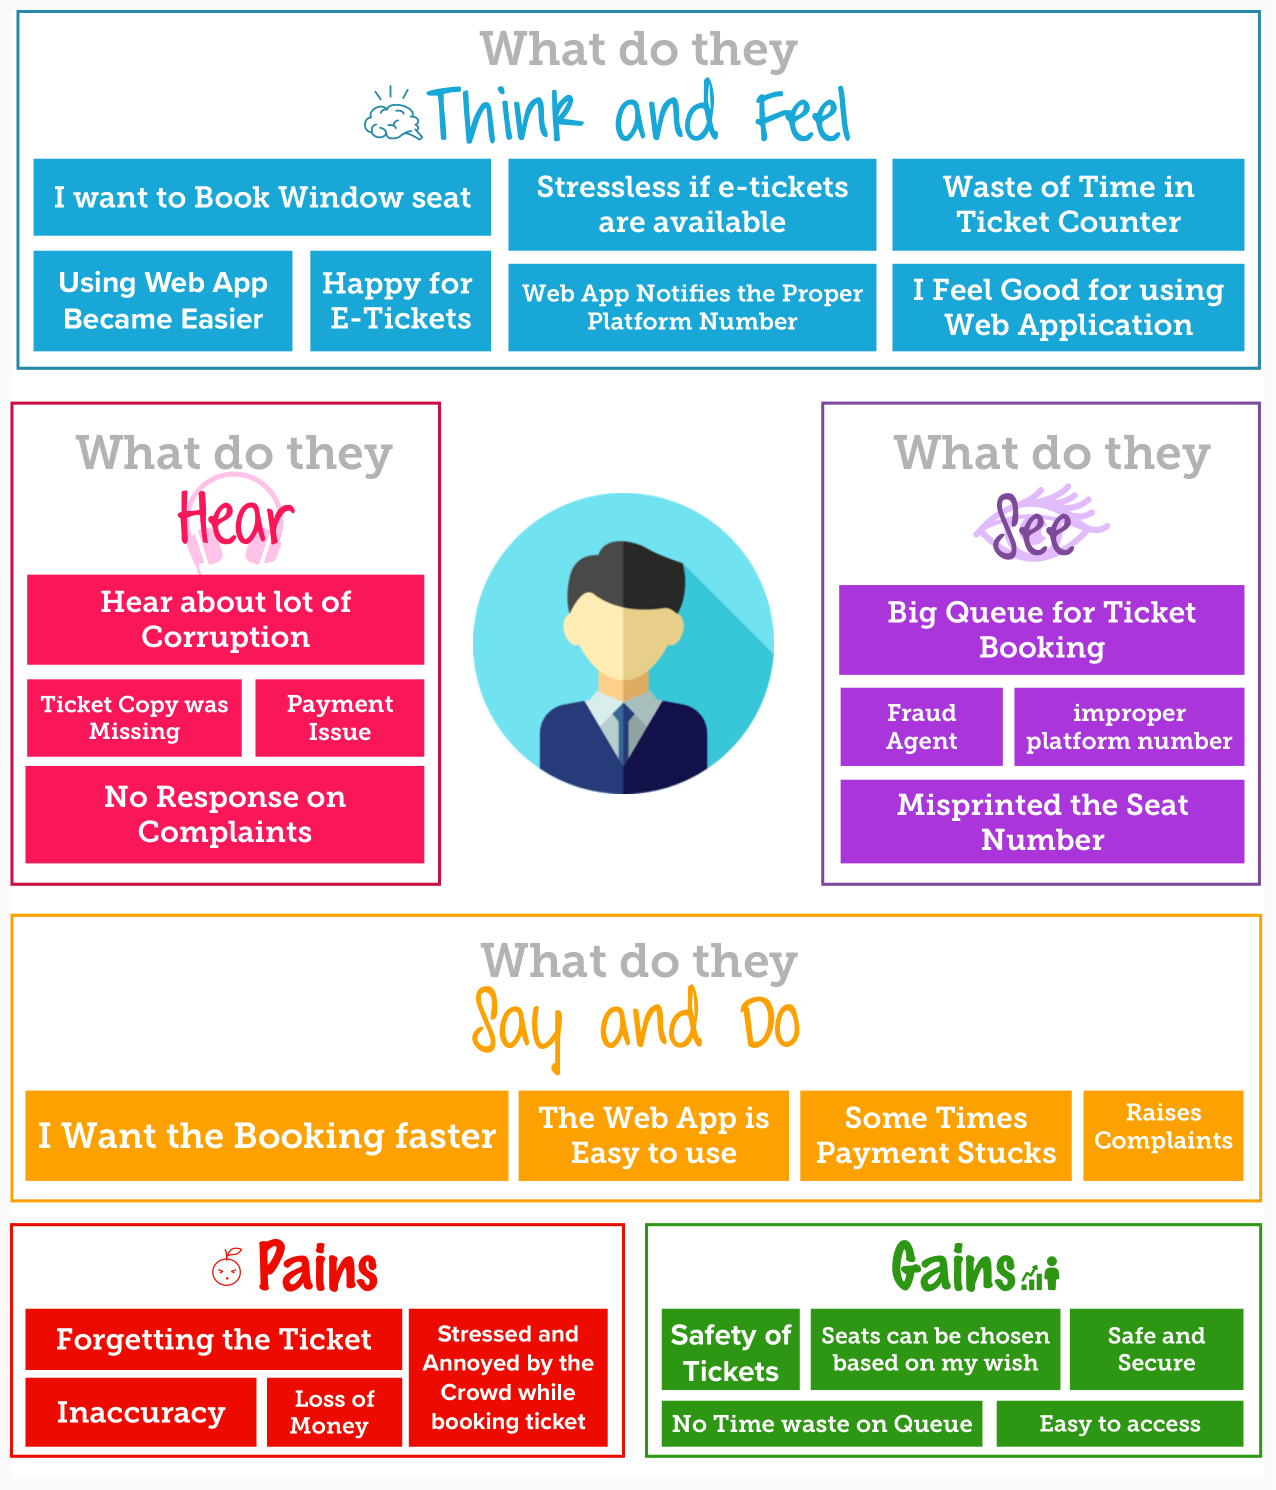 What do they
Think and Feel
I want to Book Window seat
Stressless if e-tickets
are available
Waste of Time in
Ticket Counter
Using Web App
Became Easier
Happy for
E-Tickets
Web App Notifies the Proper
Platform Number
I Feel Good for using
Web Application
What do they
Hear
Hear about lot of
Corruption
Ticket Copy was
Missing
Payment
Issue
No Response on
Complaints
What do they
See
Big Queue for Ticket
Booking
Fraud
Agent
improper
platform number
Misprinted the Seat
Number
What do they
Say and Do
I Want the Booking faster
The Web App is
Easy to use
Some Times
Payment Stucks
Raises
Complaints
Pains
Forgetting the Ticket
Inaccuracy
Loss of
Money
Stressed and
Annoyed by the
Crowd while
booking ticket
Gains
Safety of
Tickets
Seats can be chosen
based on my wish
Safe and
Secure
No Time waste on Queue
Easy to access